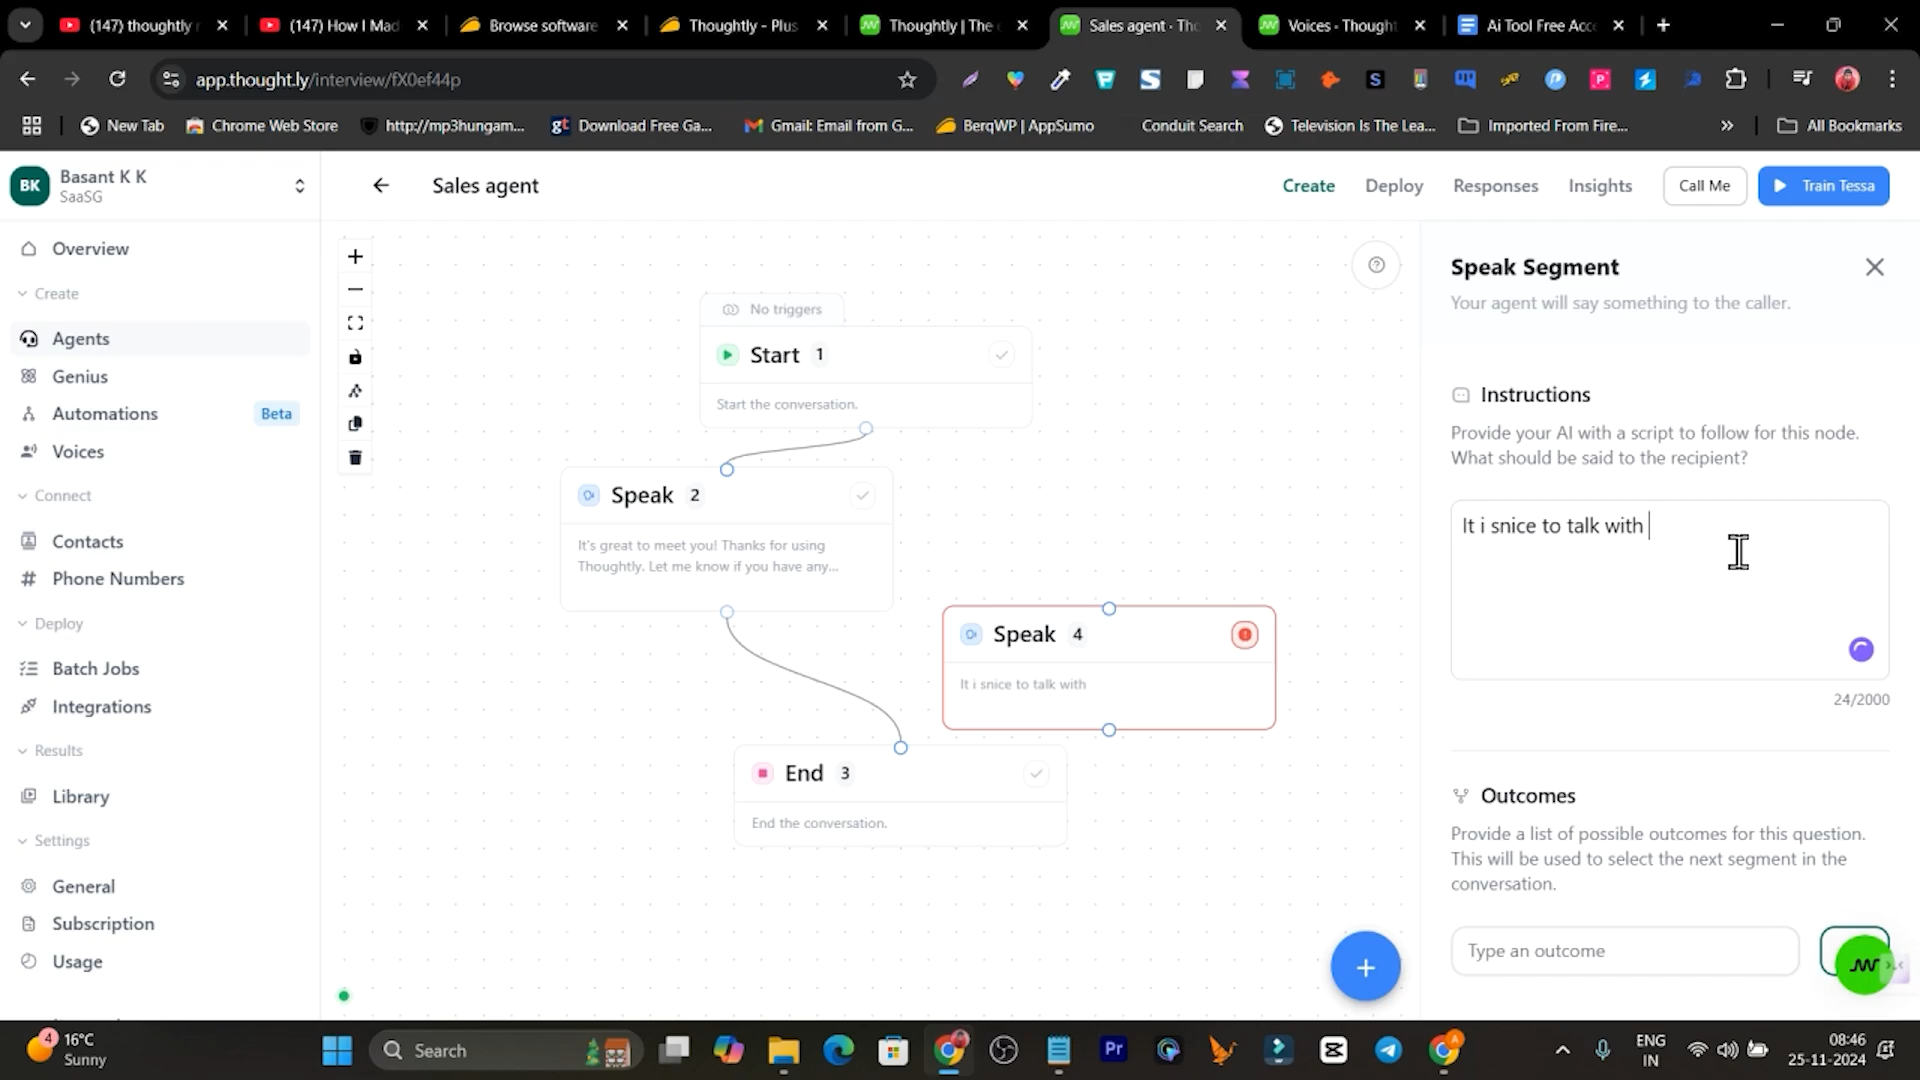 (147) thoughtly r
(147) How I Mad
Browse software
Thoughtly - Plus
Thoughtly | The e
Sales agent · Tho
Voices - Thought
Ai Tool Free Acce
app.thought.ly/interview/fX0ef44p
New Tab
Chrome Web Store
http://mp3hungam...
Download Free Ga...
Gmail: Email from G...
BerqWP | AppSumo
Conduit Search
Television Is The Lea...
Imported From Fire...
All Bookmarks
BK
Basant K K
SaaSG
Sales agent
Create
Deploy
Responses
Insights
Call Me
Train Tessa
Overview
Create
Agents
Genius
Automations
Beta
Voices
Connect
Contacts
Phone Numbers
Deploy
Batch Jobs
Integrations
Results
Library
Settings
General
Subscription
Usage
No triggers
Start 1
Start the conversation.
Speak 2
It's great to meet you! Thanks for using
Thoughtly. Let me know if you have any...
Speak 4
It i snice to talk with
End 3
End the conversation.
Speak Segment
Your agent will say something to the caller.
Instructions
Provide your AI with a script to follow for this node.
What should be said to the recipient?
It i snice to talk with
24/2000
Outcomes
Provide a list of possible outcomes for this question.
This will be used to select the next segment in the
conversation.
Type an outcome
4
16°C
Sunny
Search
Pr
ENG
IN
08:46
25-11-2024